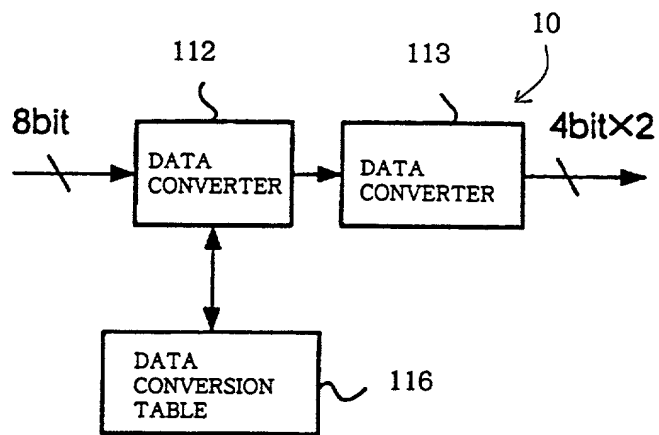 10
112
113
8bit
4bit×2
DATA
CONVERTER
DATA
CONVERTER
DATA
CONVERSION
TABLE
116